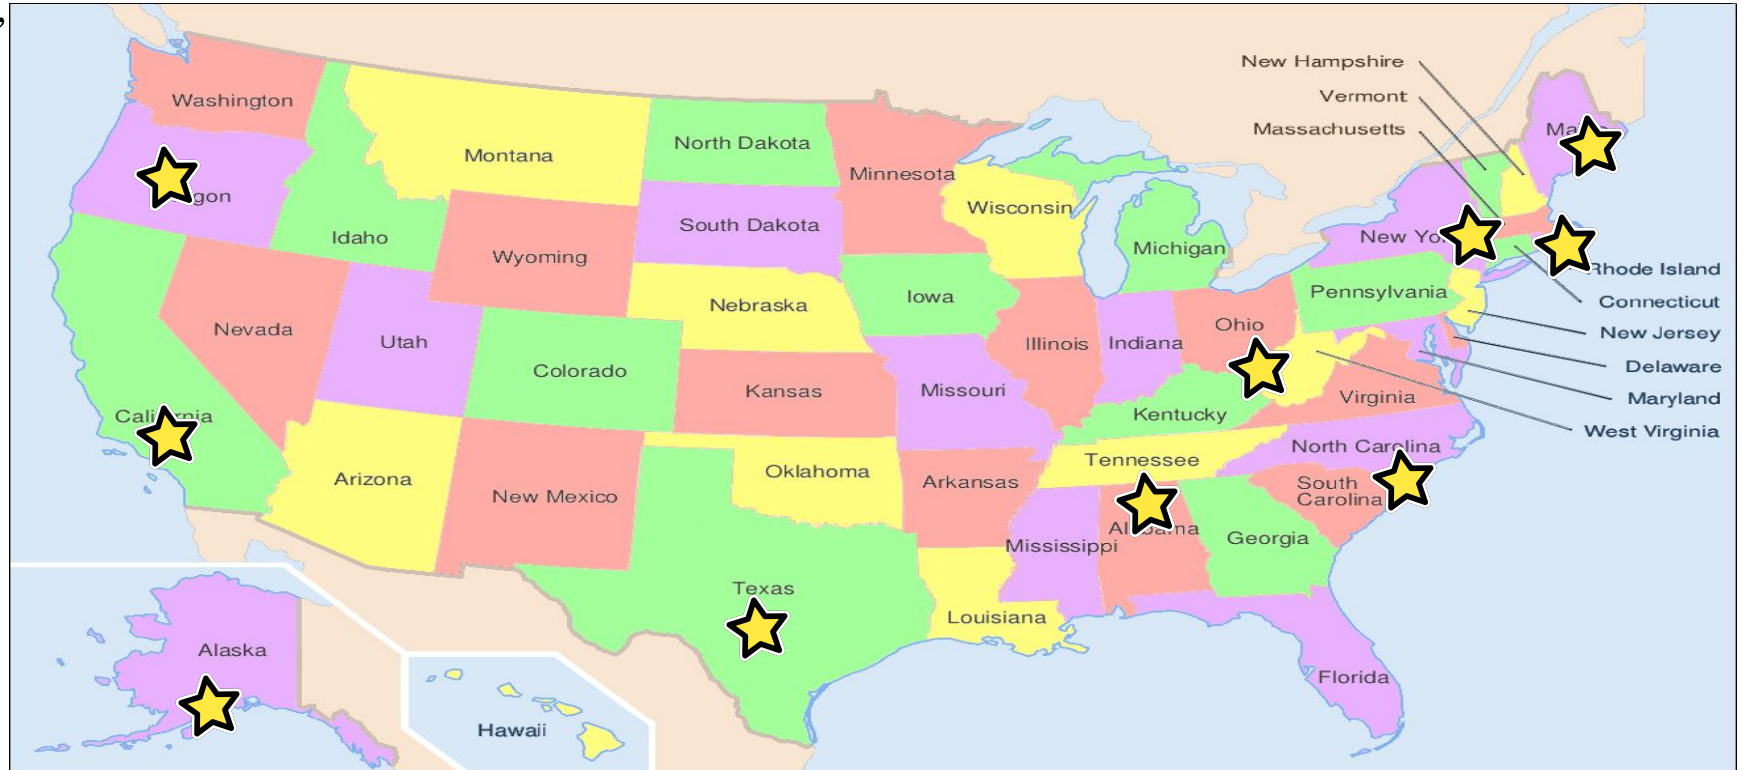 New Hampshire
Vermont
Massachusetts
Washington
Montana
North Dakota
Minnesota
Wisconsin
Michigan
Idaho
Wyoming
South Dakota
Rhode Island
Connecticut
New Jersey
Delaware
Maryland
West Virginia
Pennsylvania
Iowa
Nebraska
Nevada
Utah
Colorado
Illinois
Indiana
Ohio
Kansas
Missouri
Kentucky
Virginia
North Carolina
Tennessee
South
Carolina
Arizona
New Mexico
Oklahoma
Arkansas
Mississippi
Georgia
Texas
Louisiana
Florida
Alaska
Hawaii